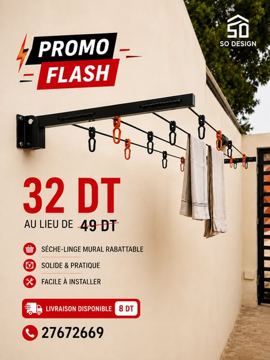 SO DESIGN
PROMO
FLASH
32 DT
AU LIEU DE 49 DT
SÉCHE-LINGE MURAL RABATTABLE
SOLIDE & PRATIQUE
FACILE À INSTALLER
LIVRAISON DISPONIBLE 8 DT
27672669